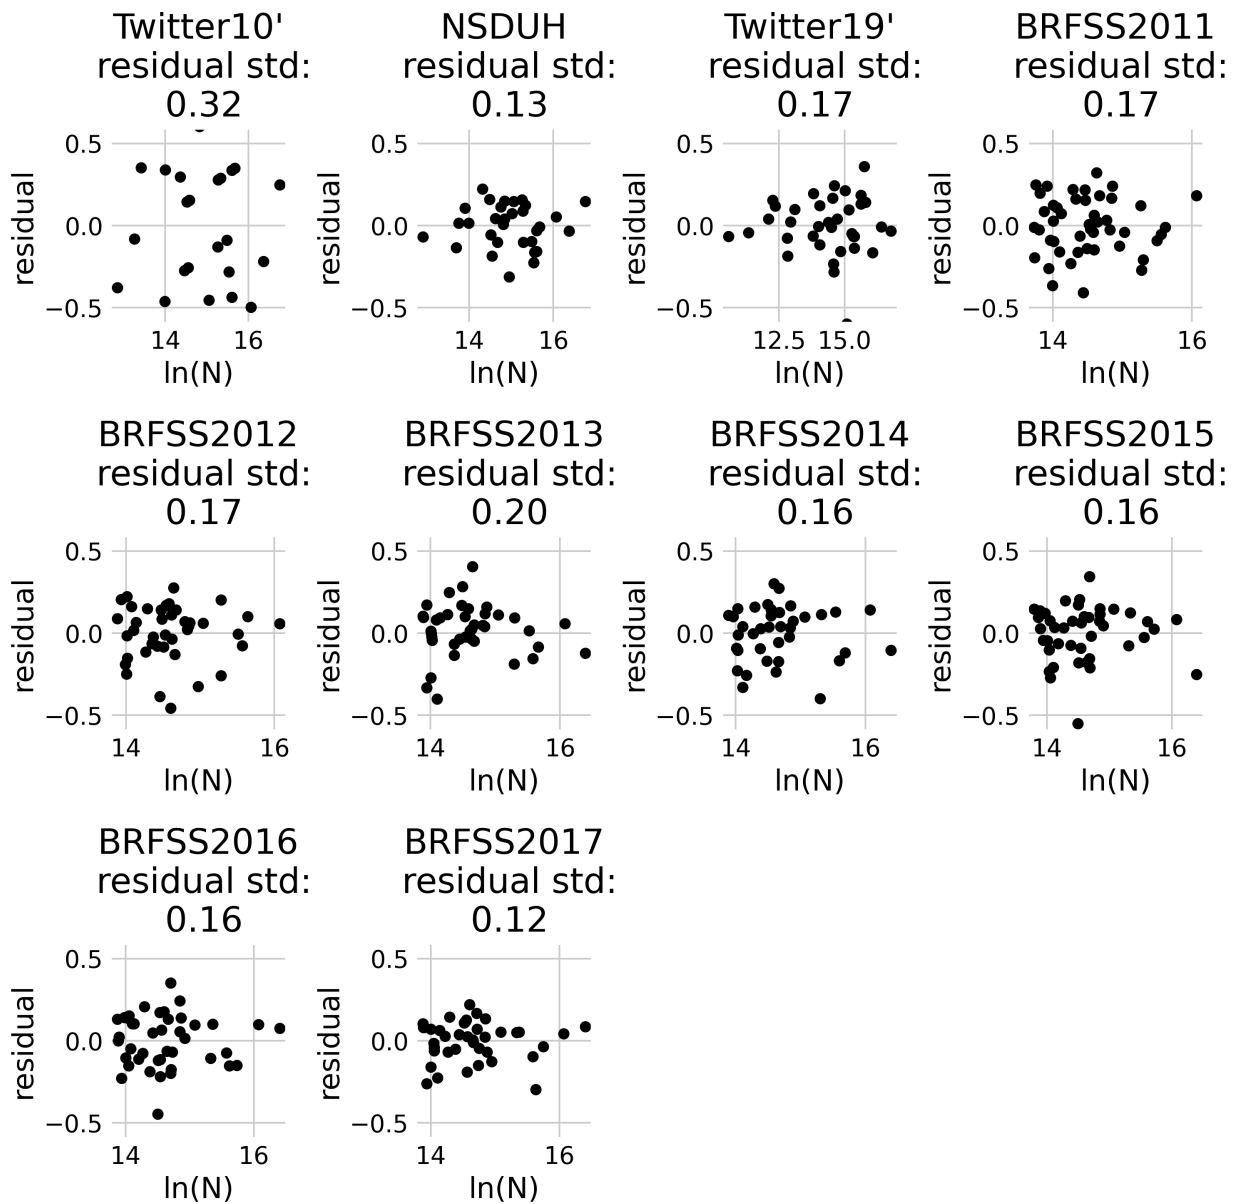 Twitter10'
residual std:
0.32
0.5
0.0
−0.5
residual
14 16
ln(N)
NSDUH
residual std:
0.13
0.5
0.0
−0.5
residual
14 16
ln(N)
Twitter19'
residual std:
0.17
0.5
0.0
−0.5
residual
12.5 15.0
ln(N)
BRFSS2011
residual std:
0.17
0.5
0.0
−0.5
residual
14 16
ln(N)
BRFSS2012
residual std:
0.17
0.5
0.0
−0.5
residual
14 16
ln(N)
BRFSS2013
residual std:
0.20
0.5
0.0
−0.5
residual
14 16
ln(N)
BRFSS2014
residual std:
0.16
0.5
0.0
−0.5
residual
14 16
ln(N)
BRFSS2015
residual std:
0.16
0.5
0.0
−0.5
residual
14 16
ln(N)
BRFSS2016
residual std:
0.16
0.5
0.0
−0.5
residual
14 16
ln(N)
BRFSS2017
residual std:
0.12
0.5
0.0
−0.5
residual
14 16
ln(N)